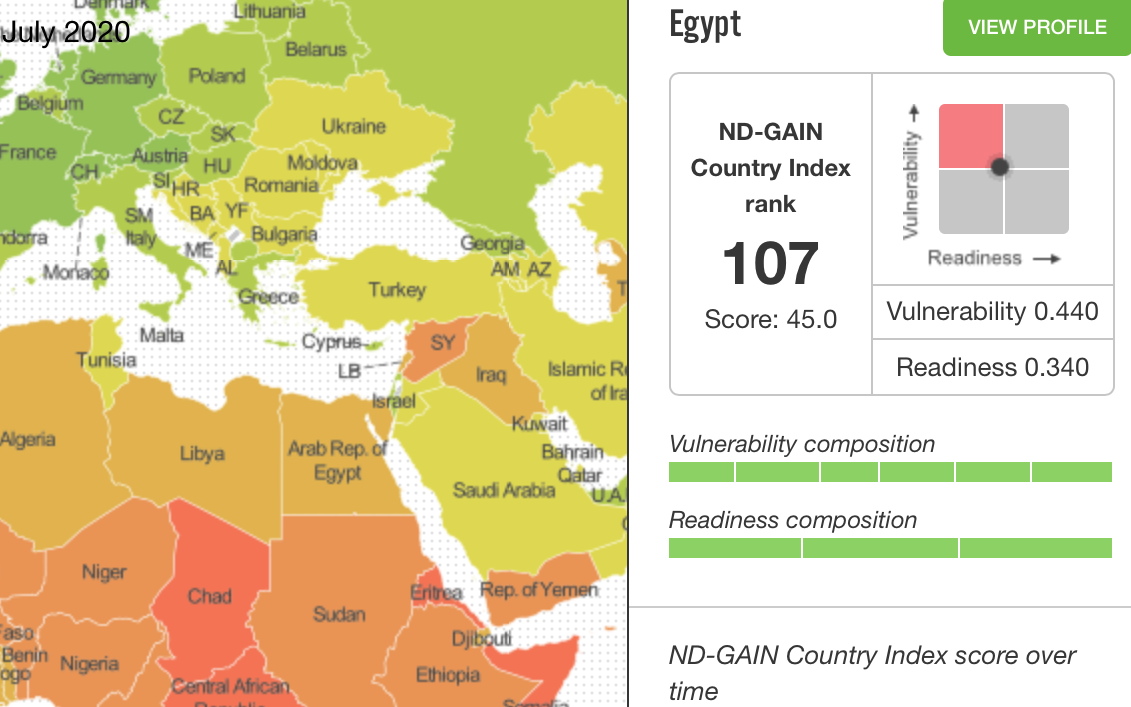 Denmark
July 2020
Lithuania
Belarus
Germany
Poland
Belgium
CZ
Ukraine
SK
France
Austria
HU
Moldova
CH
SI
HR
Romania
SM
BA
YF
Italy
Bulgaria
ndorra
ME
Georgia
AL
AM
AZ
Monaco
Greece
Turkey
T
Malta
Cyprus
SY
Tunisia
LB
Iraq
Islamic Re
of Ira
Israel
Kuwait
Algeria
Libya
Arab Rep. of
Egypt
Bahrain
Qatar
Saudi Arabia
U.A.
Niger
Chad
Eritrea
Rep. of Yemen
Sudan
Faso
Djibouti
Benin
ogo
Nigeria
Ethiopia
Central African
Republic
Somalia
Egypt
VIEW PROFILE
ND-GAIN
Country Index
rank
107
Score: 45.0
Vulnerability
Readiness
Vulnerability 0.440
Readiness 0.340
Vulnerability composition
Readiness composition
ND-GAIN Country Index score over
time